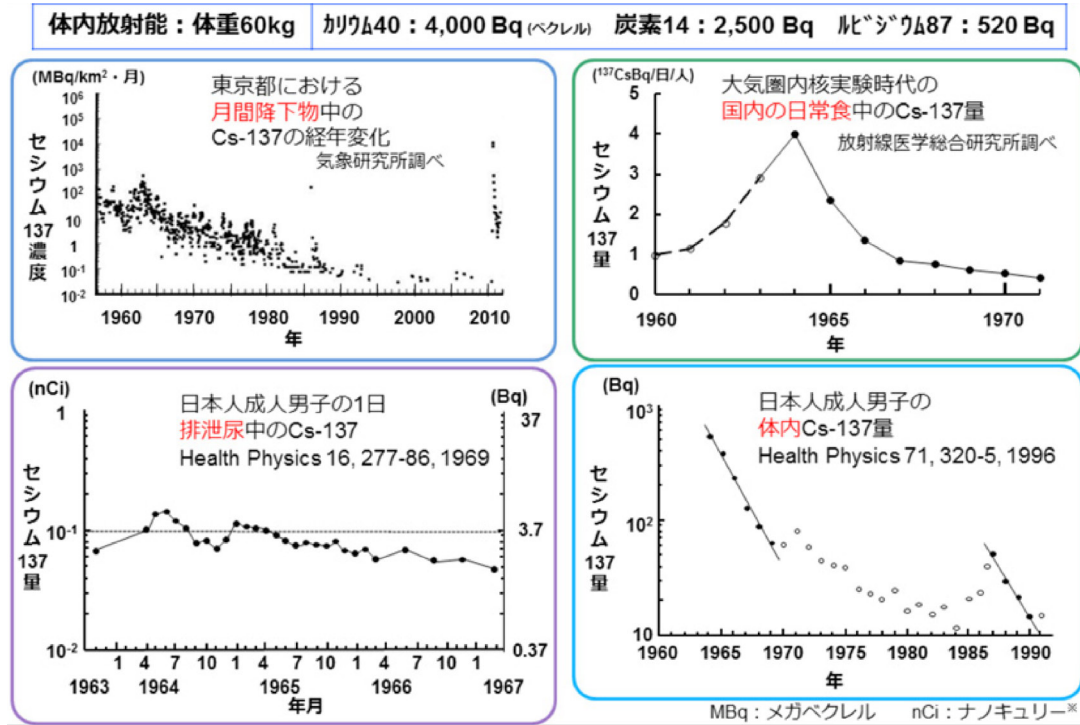 体内放射能：体重60kg　ｶﾘｳﾑ40：4,000 Bq (ベクレル)　炭素14：2,500 Bq　ﾙﾋﾞｼﾞｳﾑ87：520 Bq
(MBq/km²・月)
東京都における
月間降下物中の
Cs-137の経年変化
気象研究所調べ
セシウム137濃度
10⁶
10⁵
10⁴
10³
10²
10
1
10⁻¹
10⁻²
1960 1970 1980 1990 2000 2010
年
(¹³⁷CsBq/日/人)
大気圏内核実験時代の
国内の日常食中のCs-137量
放射線医学総合研究所調べ
セシウム137量
5
4
3
2
1
0
1960 1965 1970
年
(nCi)
(Bq)
日本人成人男子の1日
排泄尿中のCs-137
Health Physics 16, 277-86, 1969
セシウム137量
1
10⁻¹
10⁻²
37
3.7
0.37
1 4 7 10 1 4 7 10 1 4 7 10 1
1963 1964 1965 1966 1967
年月
(Bq)
日本人成人男子の
体内Cs-137量
Health Physics 71, 320-5, 1996
セシウム137量
10³
10²
10
1960 1965 1970 1975 1980 1985 1990
年
MBq：メガベクレル　nCi：ナノキュリー※